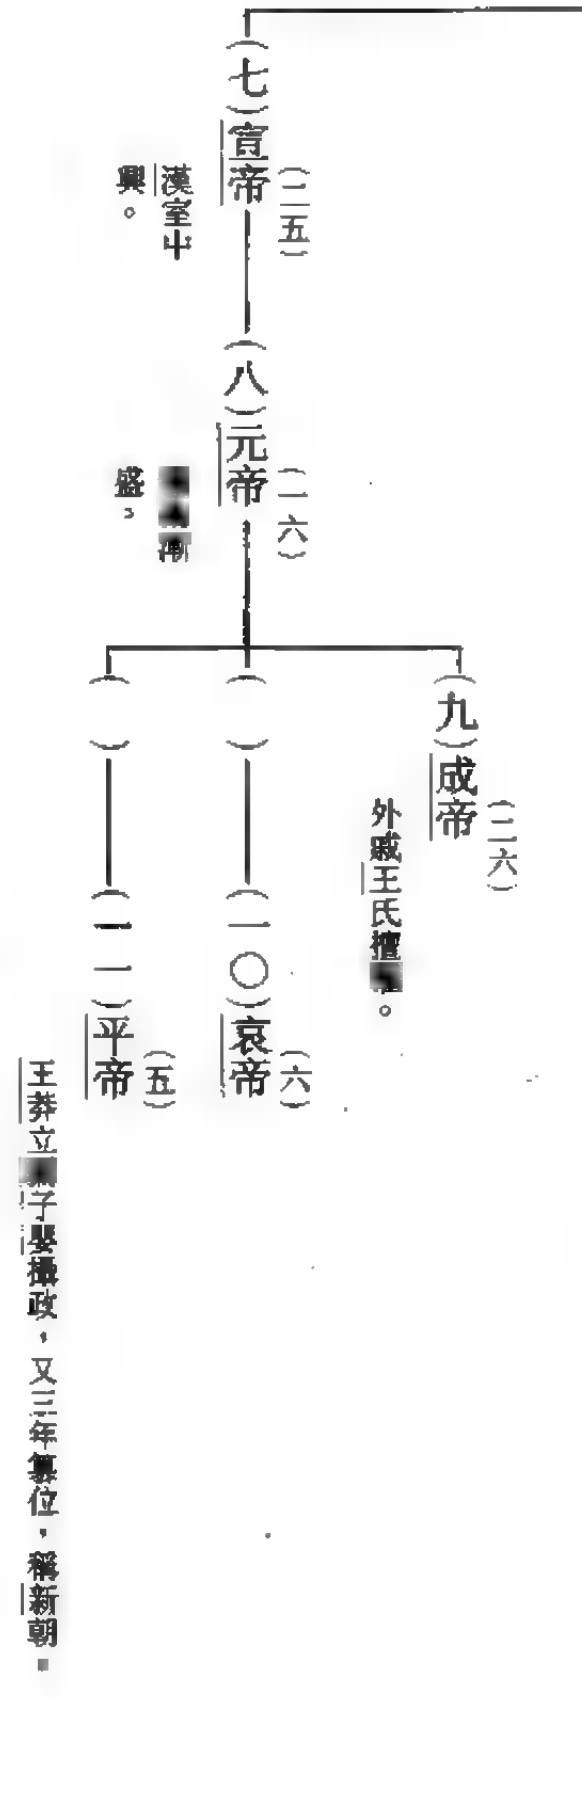 （七）宣帝
（二五）
漢室中
興。
（八）元帝
（一六）
盛。
（九）成帝
（二六）
外戚王氏擅。
（　）
（一〇）哀帝
（六）
（　）
（一一）平帝
（五）
王莽立子嬰攝政，又三年篡位，稱新朝。